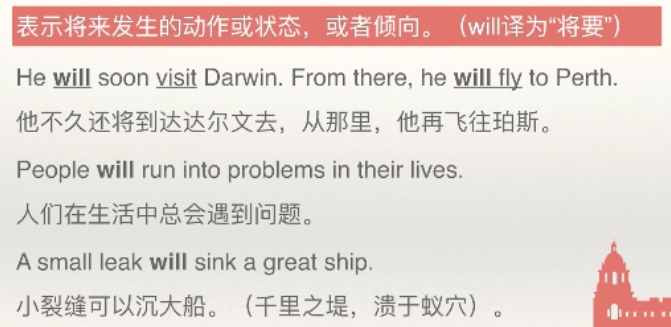 表示将来发生的动作或状态，或者倾向。（will译为“将要”）
He will soon visit Darwin. From there, he will fly to Perth.
他不久还将到达达尔文去，从那里，他再飞往珀斯。
People will run into problems in their lives.
人们在生活中总会遇到问题。
A small leak will sink a great ship.
小裂缝可以沉大船。（千里之堤，溃于蚁穴）。